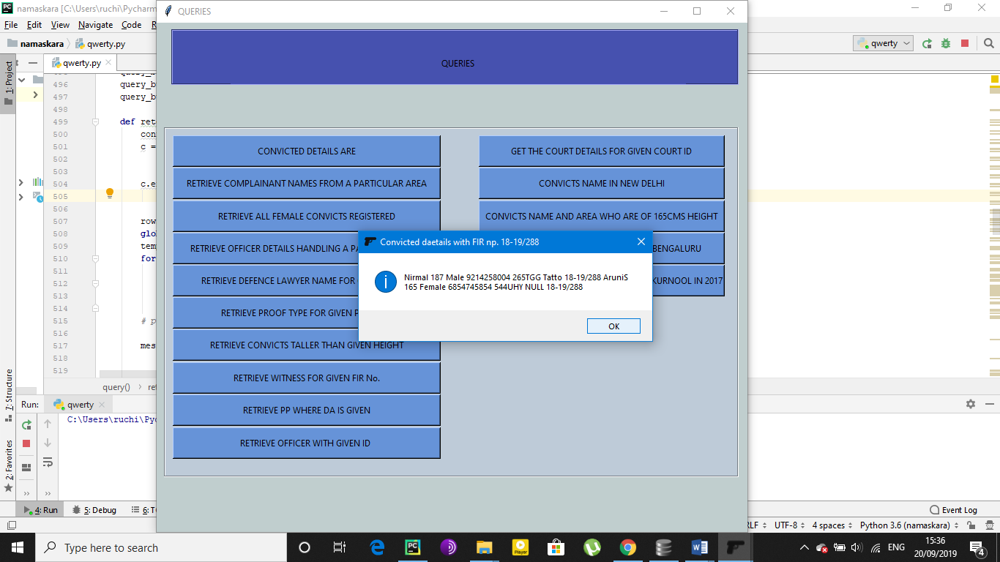 namaskara [C:\Users\ruchi\Pycharm
QUERIES
File Edit View Navigate Code R
namaskara
qwerty.py
qwerty
qwerty.py
1: Project
7: Structure
2: Favorites
496 query_b
497 query_b
498
499 def ret
500 con
501 c =
502
503
504 c.e
505
506
507 row
508 glo
509 tem
510 for
511
512
513
514
515 # p
516
517 mes
518
519
query()
ret
QUERIES
CONVICTED DETAILS ARE
RETRIEVE COMPLAINANT NAMES FROM A PARTICULAR AREA
RETRIEVE ALL FEMALE CONVICTS REGISTERED
RETRIEVE OFFICER DETAILS HANDLING A PA
RETRIEVE DEFENCE LAWYER NAME FOR
RETRIEVE PROOF TYPE FOR GIVEN P
RETRIEVE CONVICTS TALLER THAN GIVEN HEIGHT
RETRIEVE WITNESS FOR GIVEN FIR No.
RETRIEVE PP WHERE DA IS GIVEN
RETRIEVE OFFICER WITH GIVEN ID
GET THE COURT DETAILS FOR GIVEN COURT ID
CONVICTS NAME IN NEW DELHI
CONVICTS NAME AND AREA WHO ARE OF 165CMS HEIGHT
BENGALURU
KURNOOL IN 2017
Convicted daetails with FIR np. 18-19/288
Nirmal 187 Male 9214258004 265TGG Tatto 18-19/288 AruniS
165 Female 6854745854 544UHY NULL 18-19/288
OK
Run: qwerty
C:\Users\ruchi\Pyc
4: Run
5: Debug
6: T
Event Log
RLF
UTF-8
4 spaces
Python 3.6 (namaskara)
Type here to search
Player
ENG
15:36
20/09/2019
4